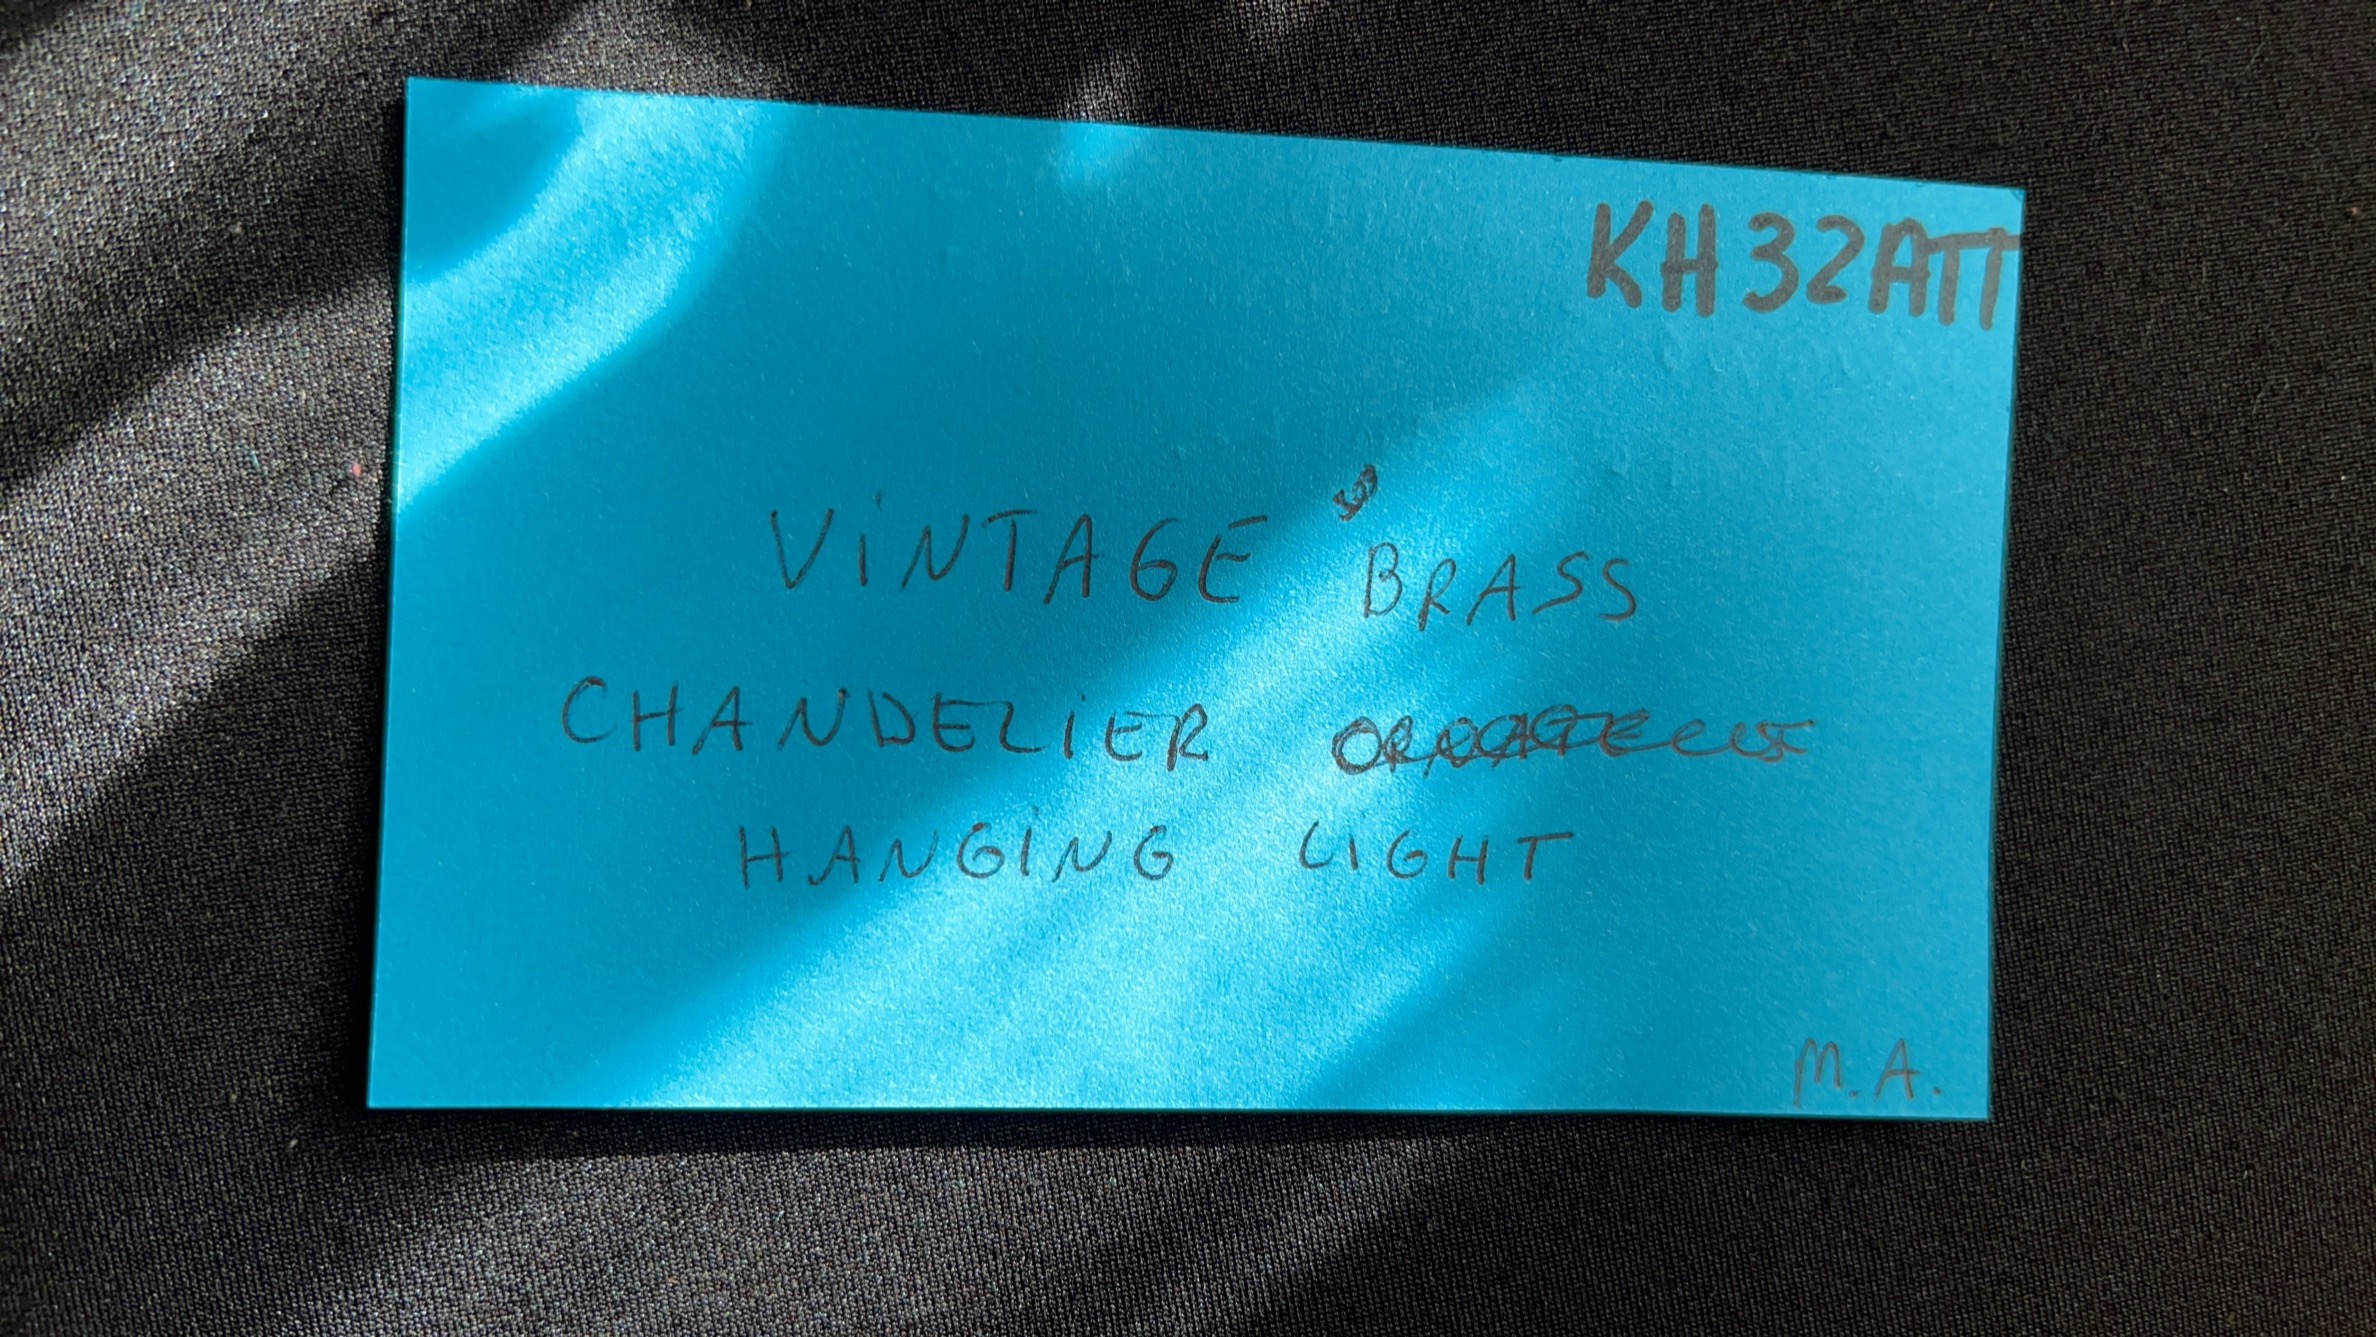 KH32ATT
VINTAGE BRASS
CHANDELIER
HANGING LIGHT
M.A.